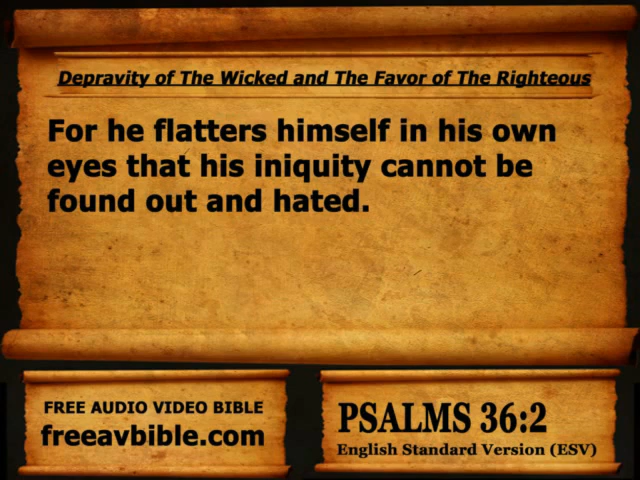 Depravity of The Wicked and The Favor of The Righteous
For he flatters himself in his own
eyes that his iniquity cannot be
found out and hated.
FREE AUDIO VIDEO BIBLE
freeavbible.com
PSALMS 36:2
English Standard Version (ESV)